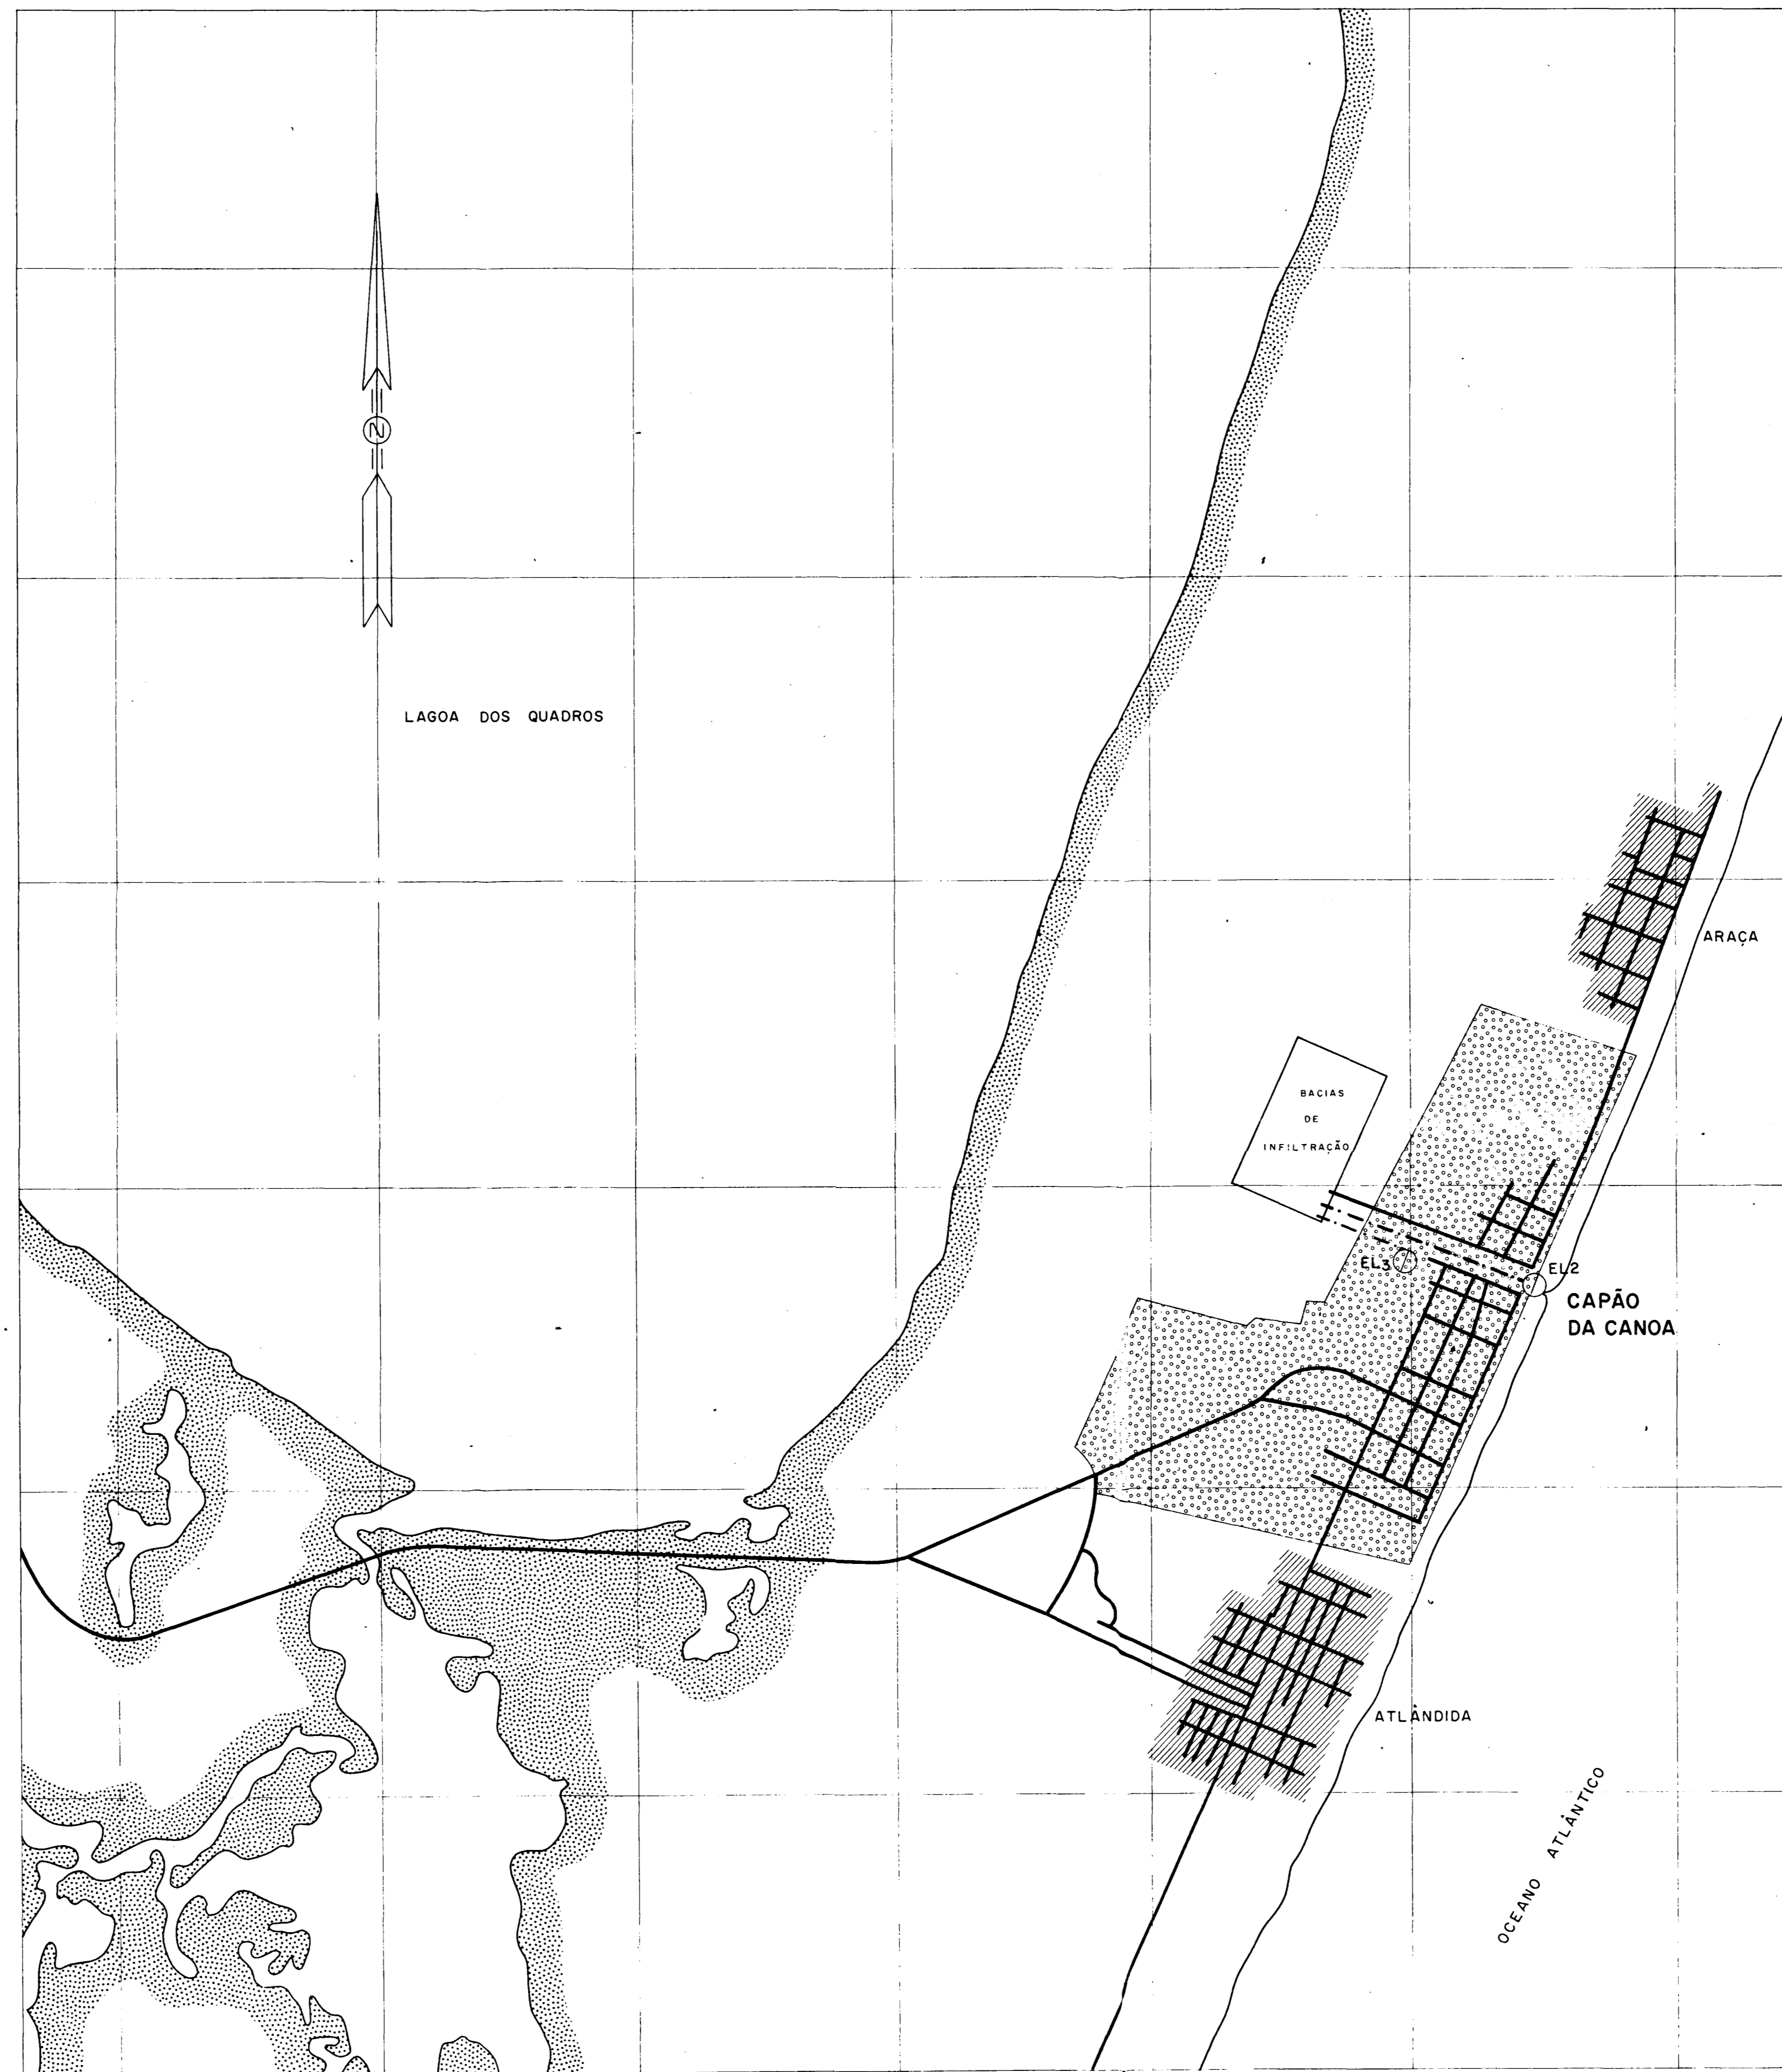 N
LAGOA DOS QUADROS
ARAÇA
BACIAS
DE
INFILTRAÇÃO
EL3
EL2
CAPÃO
DA CANOA
ATLÂNDIDA
OCEANO ATLÂNTICO